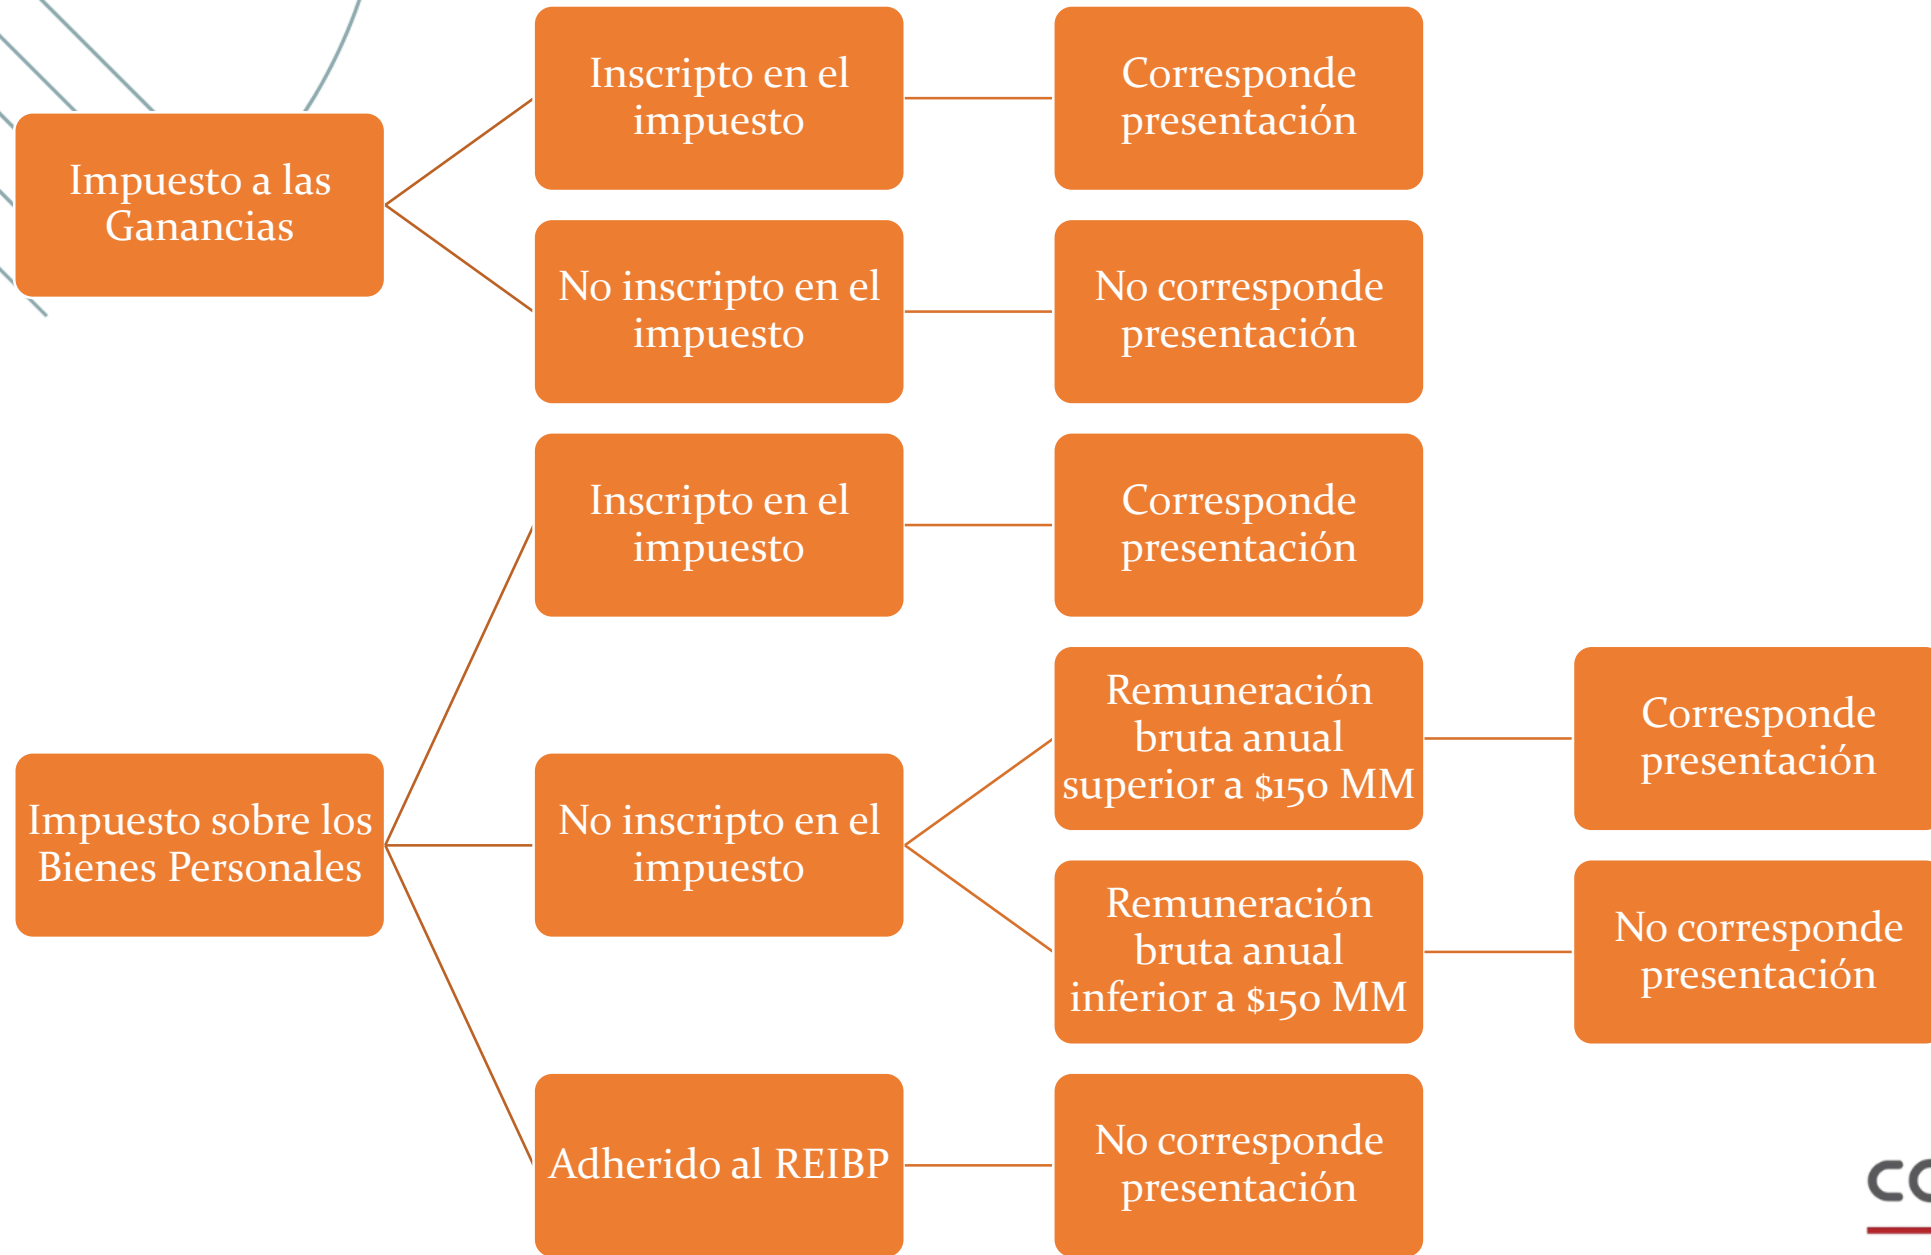 Impuesto a las
Ganancias
Inscripto en el
impuesto
Corresponde
presentación
No inscripto en el
impuesto
No corresponde
presentación
Impuesto sobre los
Bienes Personales
Inscripto en el
impuesto
Corresponde
presentación
No inscripto en el
impuesto
Remuneración
bruta anual
superior a $150 MM
Corresponde
presentación
Remuneración
bruta anual
inferior a $150 MM
No corresponde
presentación
Adherido al REIBP
No corresponde
presentación